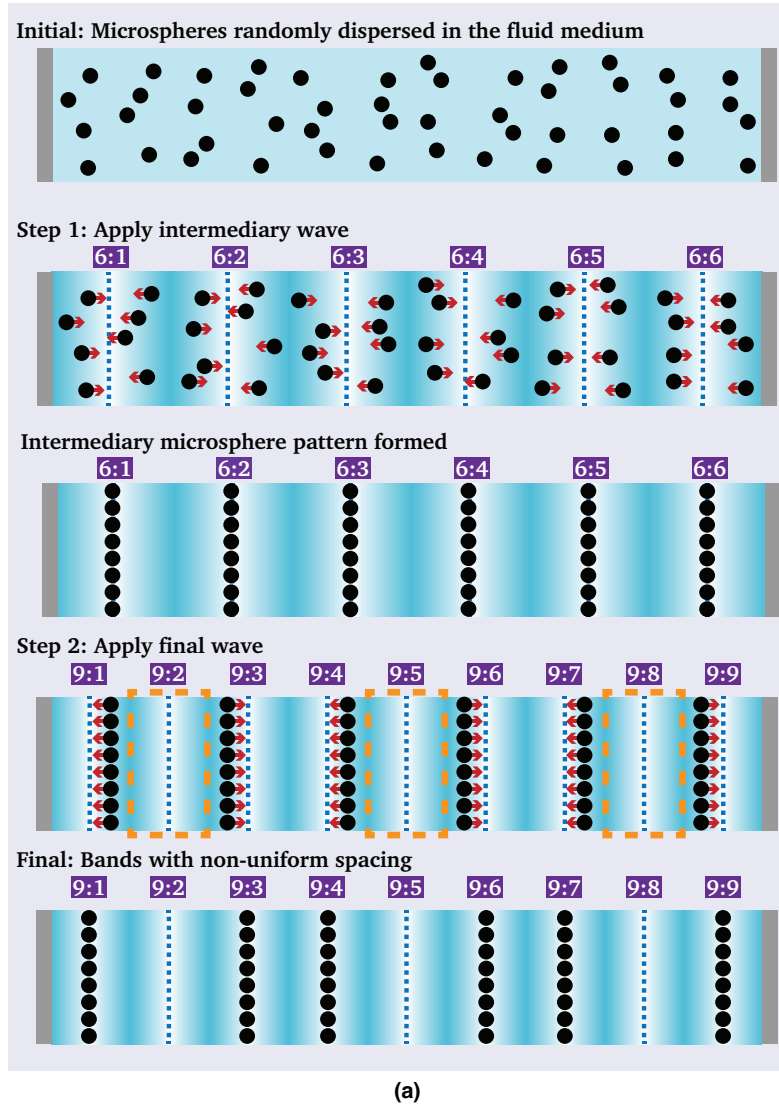 Initial: Microspheres randomly dispersed in the fluid medium
Step 1: Apply intermediary wave
6:1 6:2 6:3 6:4 6:5 6:6
Intermediary microsphere pattern formed
6:1 6:2 6:3 6:4 6:5 6:6
Step 2: Apply final wave
9:1 9:2 9:3 9:4 9:5 9:6 9:7 9:8 9:9
Final: Bands with non-uniform spacing
9:1 9:2 9:3 9:4 9:5 9:6 9:7 9:8 9:9
(a)